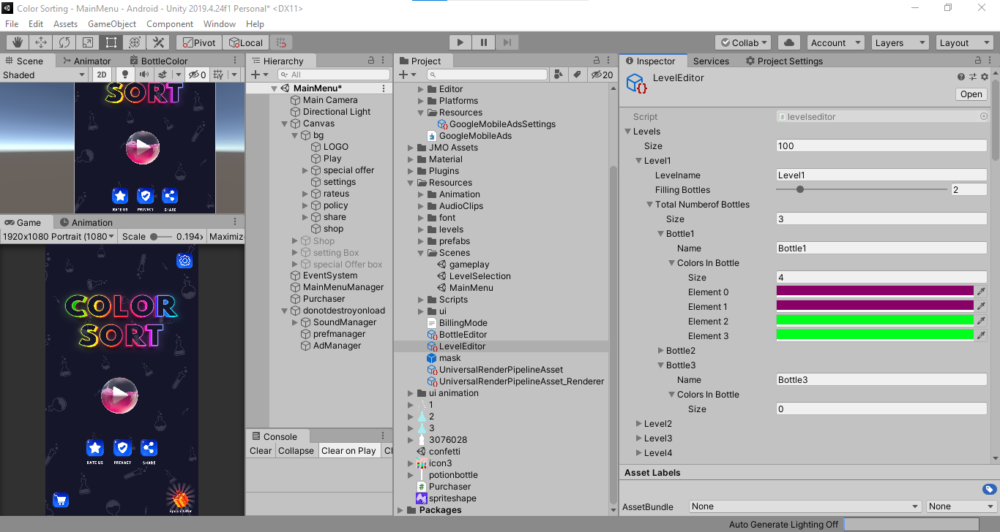 Color Sorting - MainMenu - Android - Unity 2019.4.24f1 Personal* <DX11>
File Edit Assets GameObject Component Window Help
Pivot Local Collab Account Layers Layout
Scene Animator BottleColor
Shaded 2D 0
SORT
RATE US PRIVACY SHARE
Game Animation
1920x1080 Portrait (1080 Scale 0.194x Maximiz
COLOR
SORT
RATE US PRIVACY SHARE
Special Offer
Hierarchy
All
MainMenu*
Main Camera
Directional Light
Canvas
bg
LOGO
Play
special offer
settings
rateus
policy
share
shop
Shop
setting Box
special Offer box
EventSystem
MainMenuManager
Purchaser
donotdestroyonload
SoundManager
prefmanager
AdManager
Console
Clear Collapse Clear on Play Cl
Project
20
Editor
Platforms
Resources
GoogleMobileAdsSettings
GoogleMobileAds
JMO Assets
Material
Plugins
Resources
Animation
AudioClips
font
levels
prefabs
Scenes
gameplay
LevelSelection
MainMenu
Scripts
ui
BillingMode
BottleEditor
LevelEditor
mask
UniversalRenderPipelineAsset
UniversalRenderPipelineAsset_Renderer
ui animation
1
2
3
3076028
confetti
icon3
potionbottle
Purchaser
spriteshape
Packages
Inspector Services Project Settings
LevelEditor
Open
Script levelseditor
Levels
Size 100
Level1
Levelname Level1
Filling Bottles 2
Total Numberof Bottles
Size 3
Bottle1
Name Bottle1
Colors In Bottle
Size 4
Element 0
Element 1
Element 2
Element 3
Bottle2
Bottle3
Name Bottle3
Colors In Bottle
Size 0
Level2
Level3
Level4
Asset Labels
AssetBundle None None
Auto Generate Lighting Off